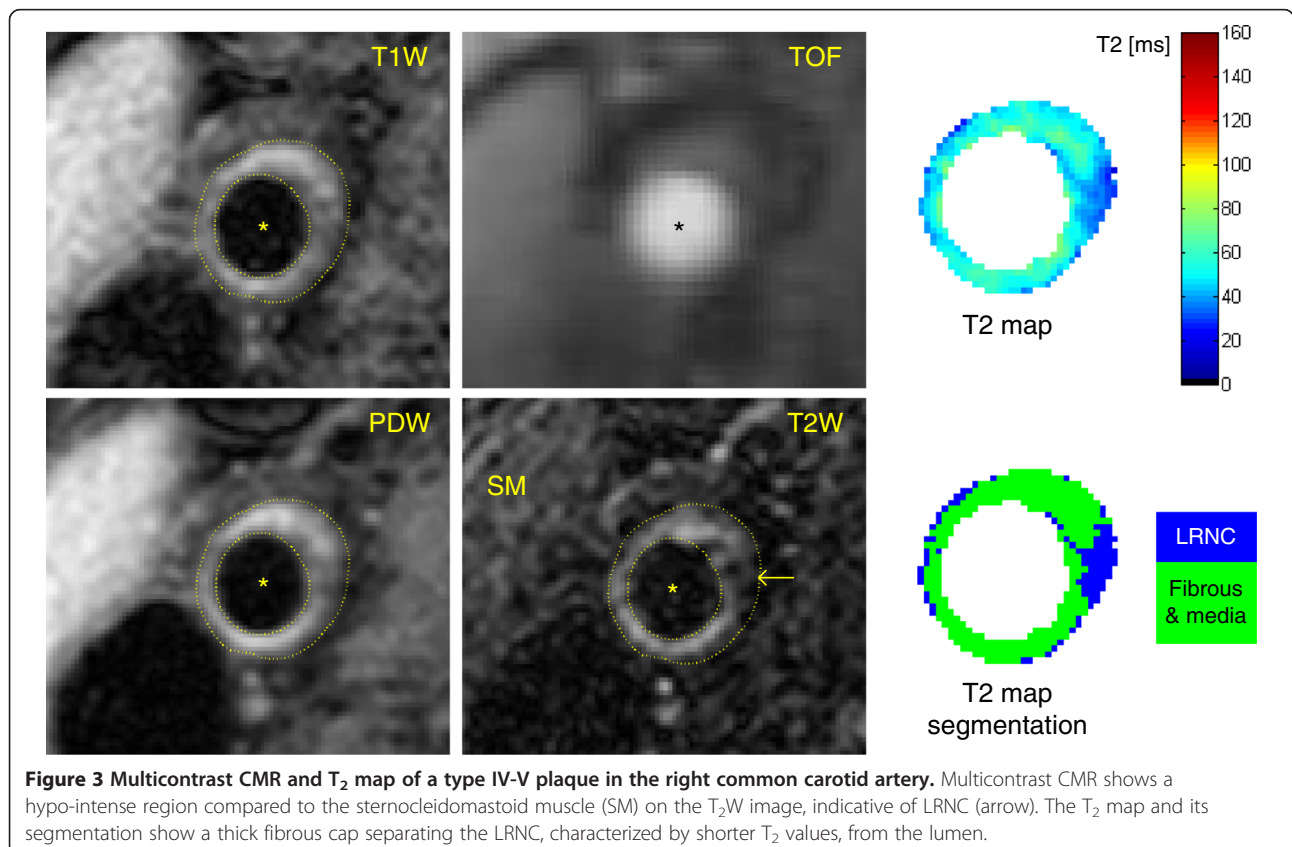 T1W
TOF
T2 [ms]
160
140
120
100
80
60
40
20
0
*
*
T2 map
PDW
T2W
SM
*
*
LRNC
Fibrous
& media
T2 map
segmentation
Figure 3 Multicontrast CMR and T₂ map of a type IV-V plaque in the right common carotid artery. Multicontrast CMR shows a
hypo-intense region compared to the sternocleidomastoid muscle (SM) on the T₂W image, indicative of LRNC (arrow). The T₂ map and its
segmentation show a thick fibrous cap separating the LRNC, characterized by shorter T₂ values, from the lumen.